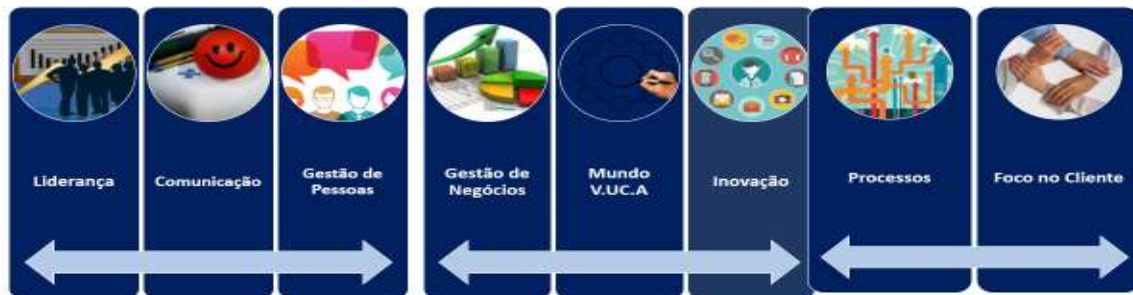 Liderança
Comunicação
Gestão de
Pessoas
Gestão de
Negócios
Mundo
V.UC.A
Inovação
Processos
Foco no Cliente